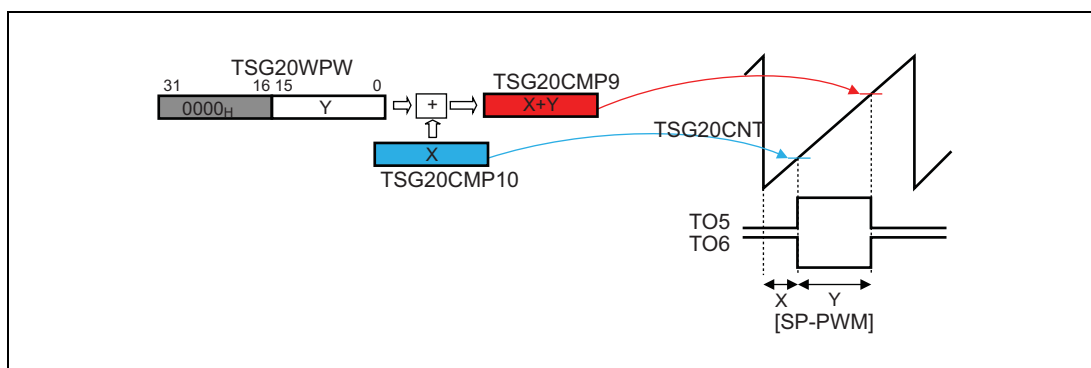 TSG20WPW
31 16 15 0
0000H Y
+
TSG20CMP9
X+Y
X
TSG20CMP10
TSG20CNT
TO5
TO6
X Y
[SP-PWM]